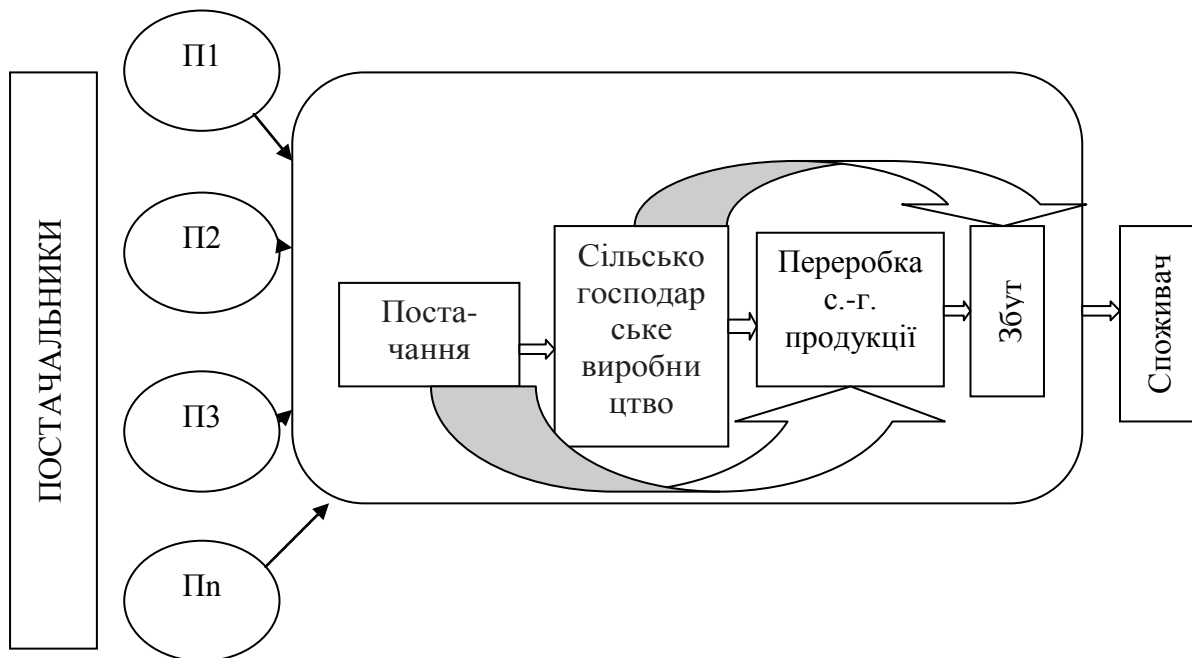 ПОСТАЧАЛЬНИКИ
П1
П2
П3
Пn
Поста-
чання
Сільсько
господар
ське
виробни
цтво
Переробка
с.-г.
продукції
Збут
Споживач